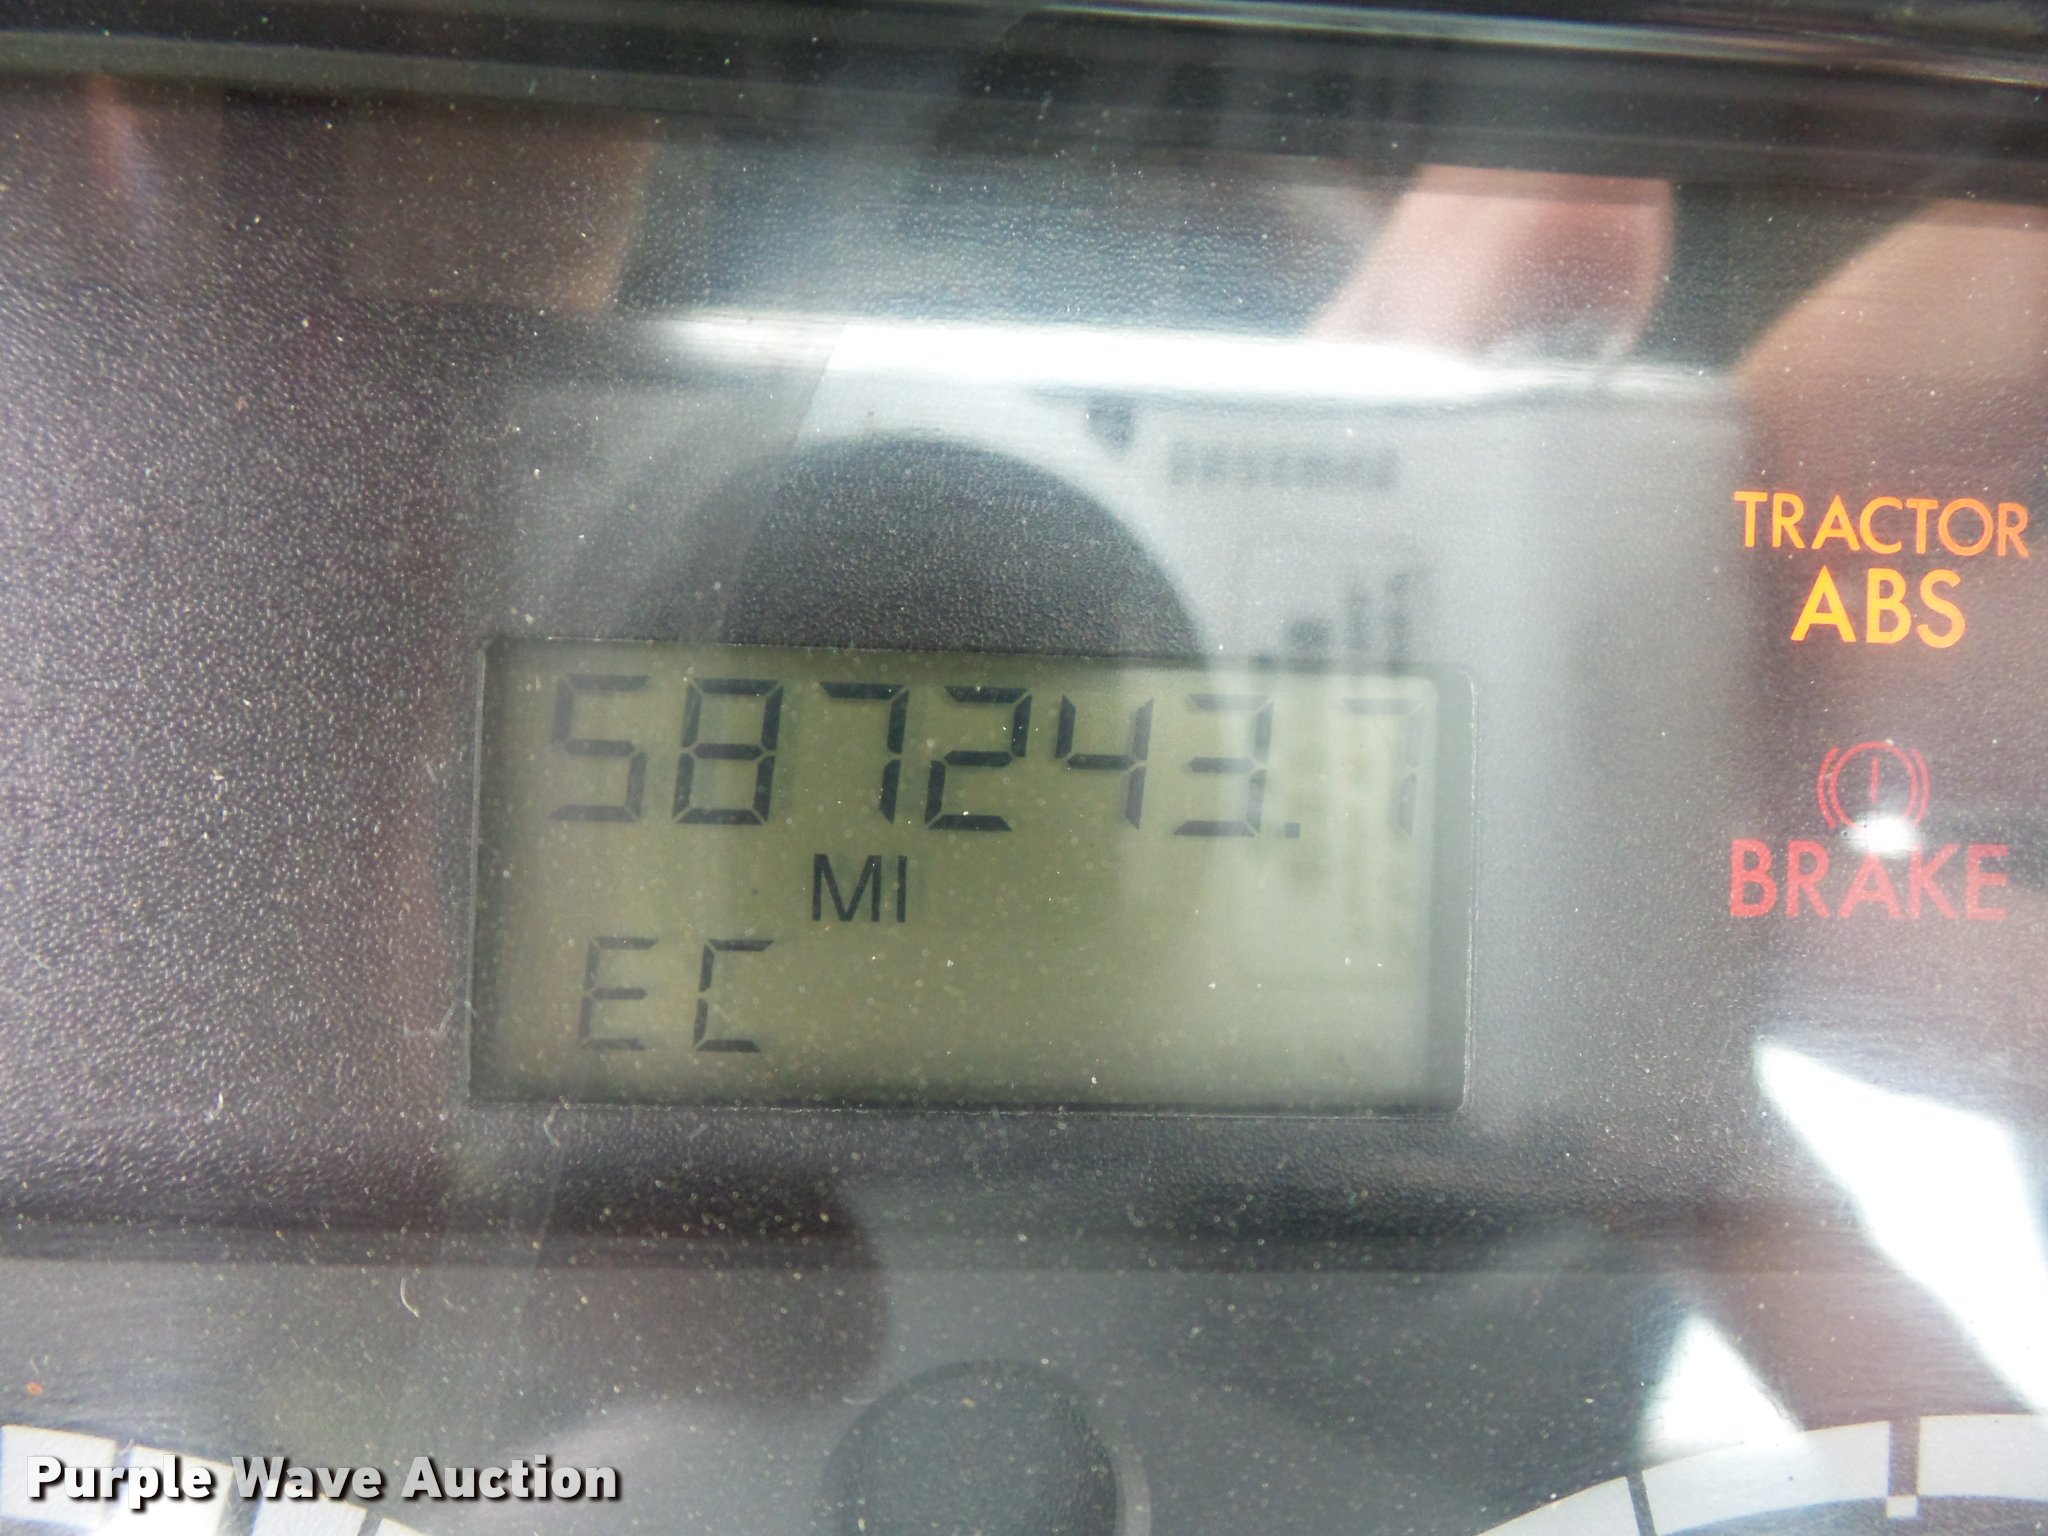 587243.7
MI
EC
TRACTOR
ABS
BRAKE
Purple Wave Auction